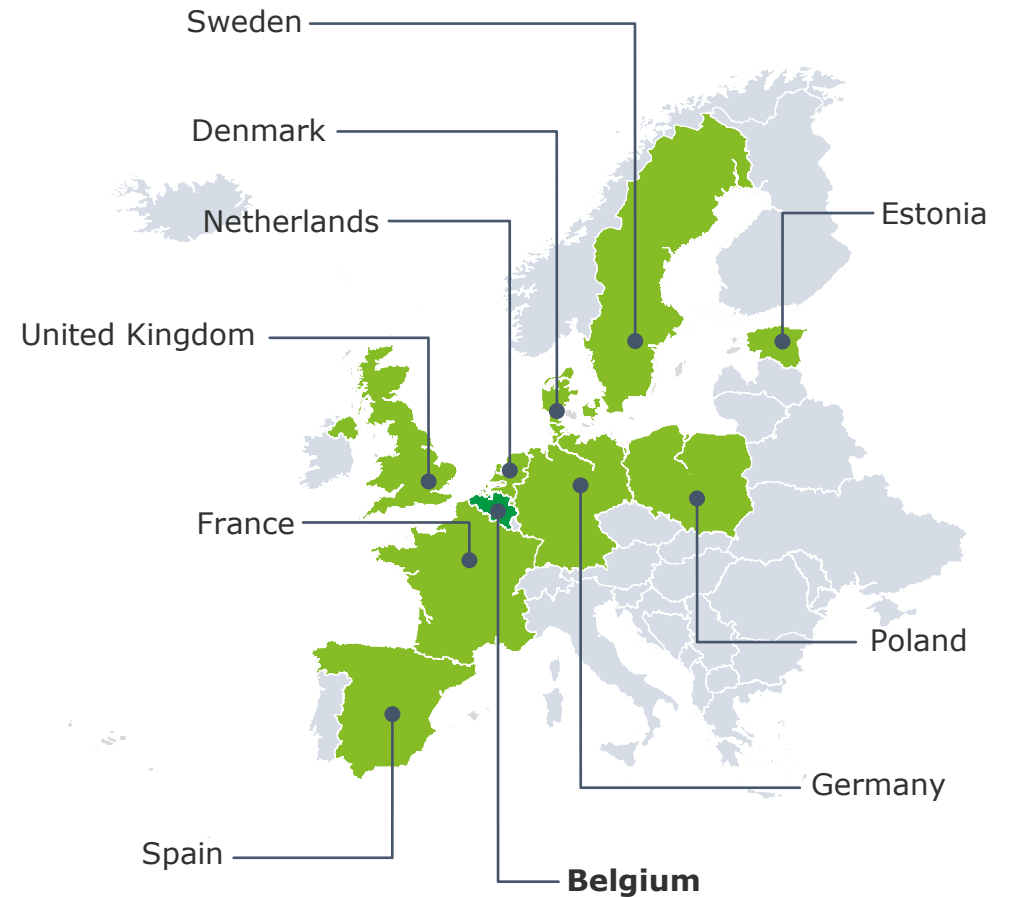 Sweden
Denmark
Netherlands
Estonia
United Kingdom
France
Poland
Germany
Spain
Belgium